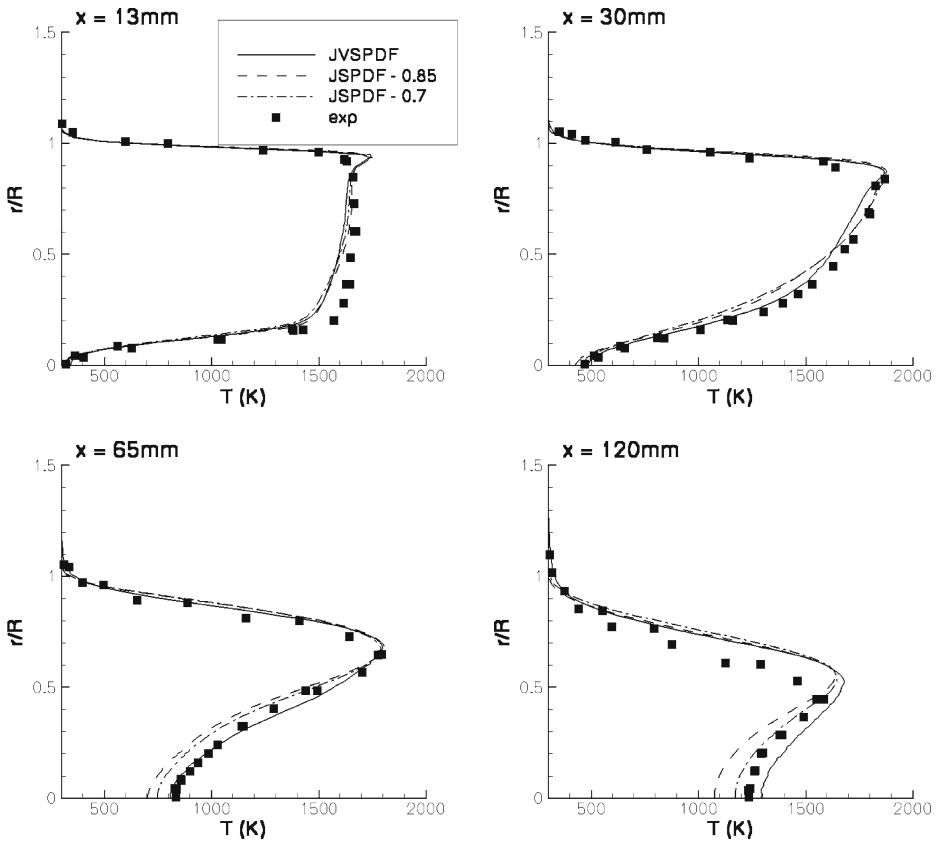 x = 13mm
1.5
1
0.5
0
r/R
500
1000
1500
2000
T (K)
JVSPDF
JSPDF - 0.85
JSPDF - 0.7
exp
x = 30mm
1.5
1
0.5
0
r/R
500
1000
1500
2000
T (K)
x = 65mm
1.5
1
0.5
0
r/R
500
1000
1500
2000
T (K)
x = 120mm
1.5
1
0.5
0
r/R
500
1000
1500
2000
T (K)